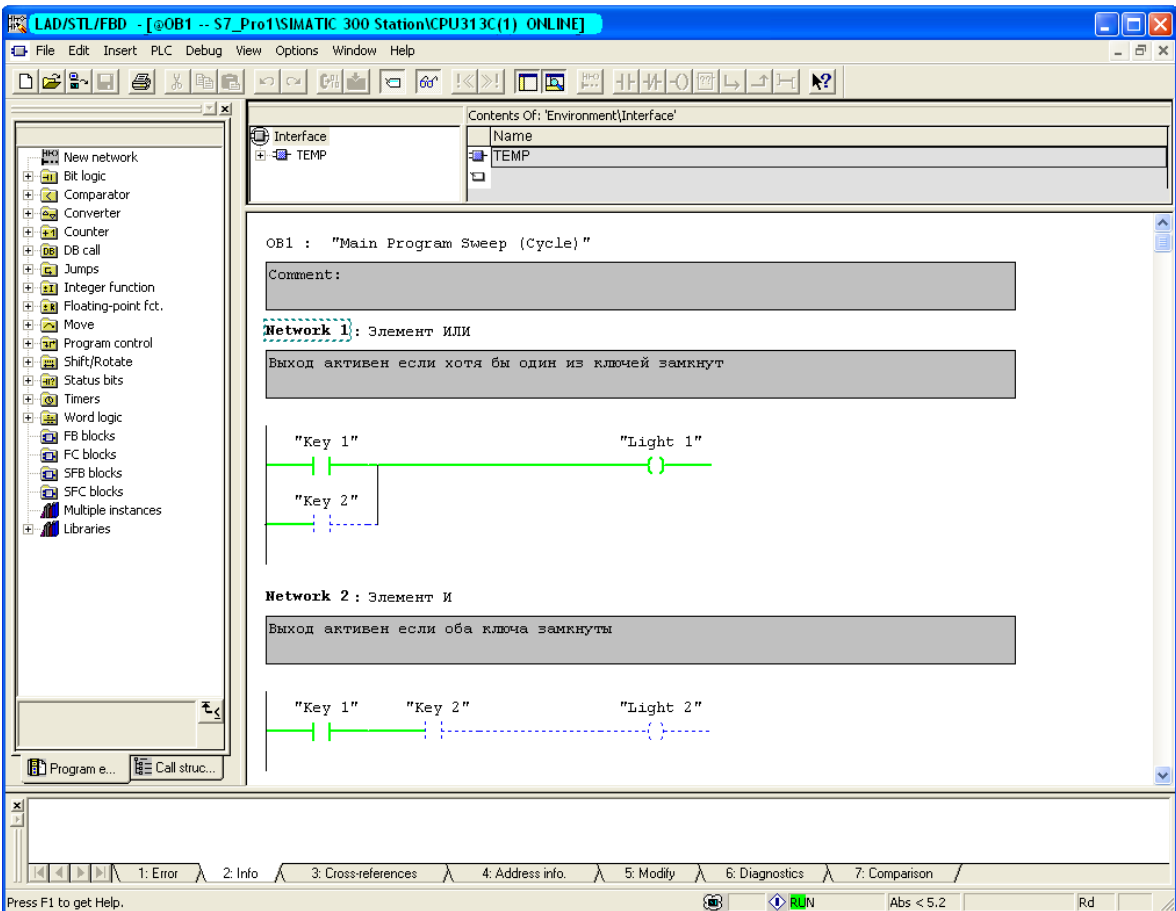 LAD/STL/FBD - [@OB1 -- S7_Pro1\SIMATIC 300 Station\CPU313C(1) ONLINE]
File Edit Insert PLC Debug View Options Window Help
Contents Of: 'Environment\Interface'
Interface
TEMP
Name
TEMP
New network
Bit logic
Comparator
Converter
Counter
DB call
Jumps
Integer function
Floating-point fct.
Move
Program control
Shift/Rotate
Status bits
Timers
Word logic
FB blocks
FC blocks
SFB blocks
SFC blocks
Multiple instances
Libraries
Program e...
Call struc...
OB1 : "Main Program Sweep (Cycle)"
Comment:
Network 1: Элемент ИЛИ
Выход активен если хотя бы один из ключей замкнут
"Key 1" "Light 1"
"Key 2"
Network 2: Элемент И
Выход активен если оба ключа замкнуты
"Key 1" "Key 2" "Light 2"
1: Error 2: Info 3: Cross-references 4: Address info. 5: Modify 6: Diagnostics 7: Comparison
Press F1 to get Help. RUN Abs < 5.2 Rd